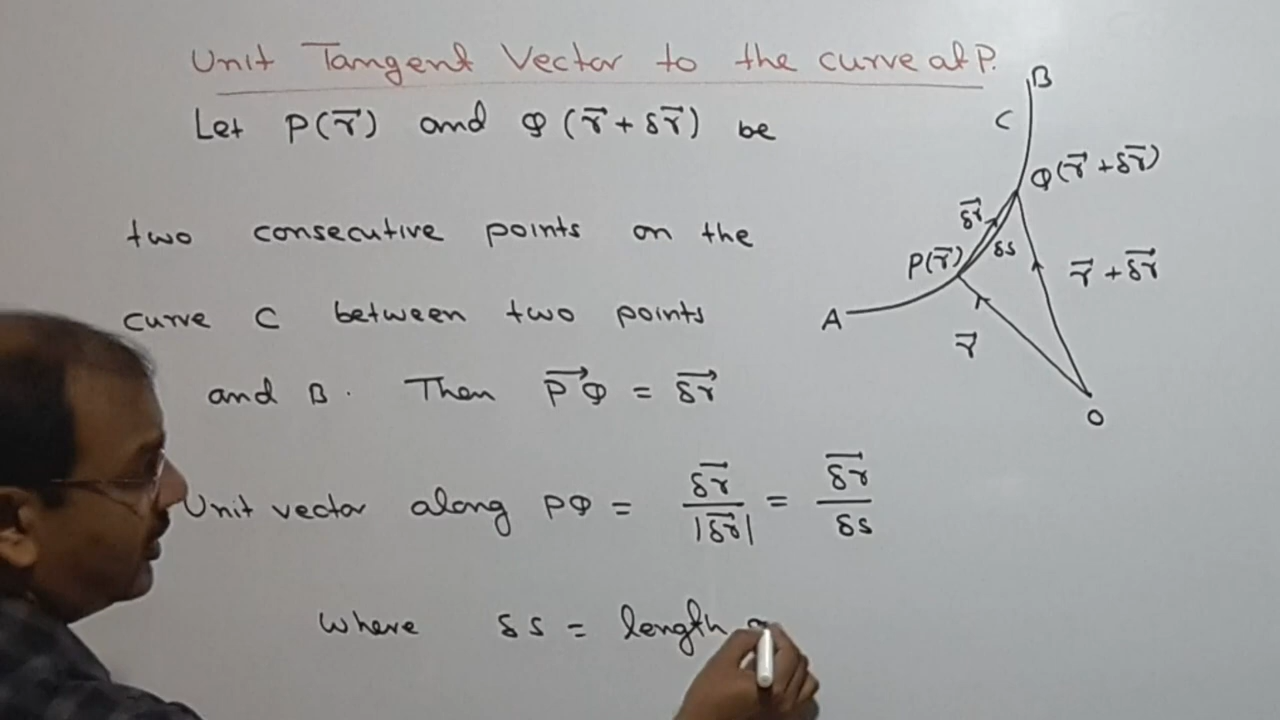 Unit Tangent Vector to the curve at P.
Let P(r⃗) and Q(r⃗ + δr⃗) be
two consecutive points on the
curve C between two points
and B. Then P⃗Q = δr⃗
Unit vector along PQ = δr⃗/|δr⃗| = δr⃗/δs
where δs = length
B
C
Q(r⃗ + δr⃗)
δr⃗
δs
P(r⃗)
r⃗ + δr⃗
A
r⃗
O